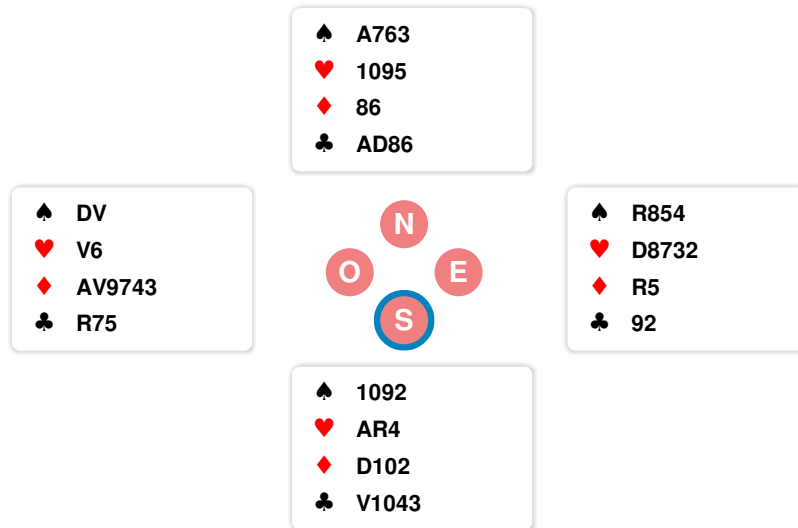 ♠ A763
♥ 1095
♦ 86
♣ AD86
♠ DV
♥ V6
♦ AV9743
♣ R75
N
O
E
S
♠ R854
♥ D8732
♦ R5
♣ 92
♠ 1092
♥ AR4
♦ D102
♣ V1043